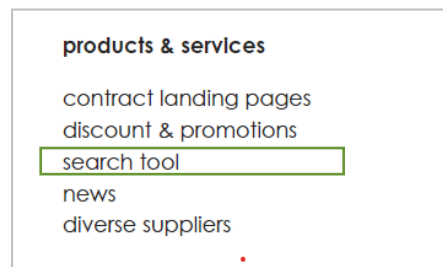 products & services
contract landing pages
discount & promotions
search tool
news
diverse suppliers